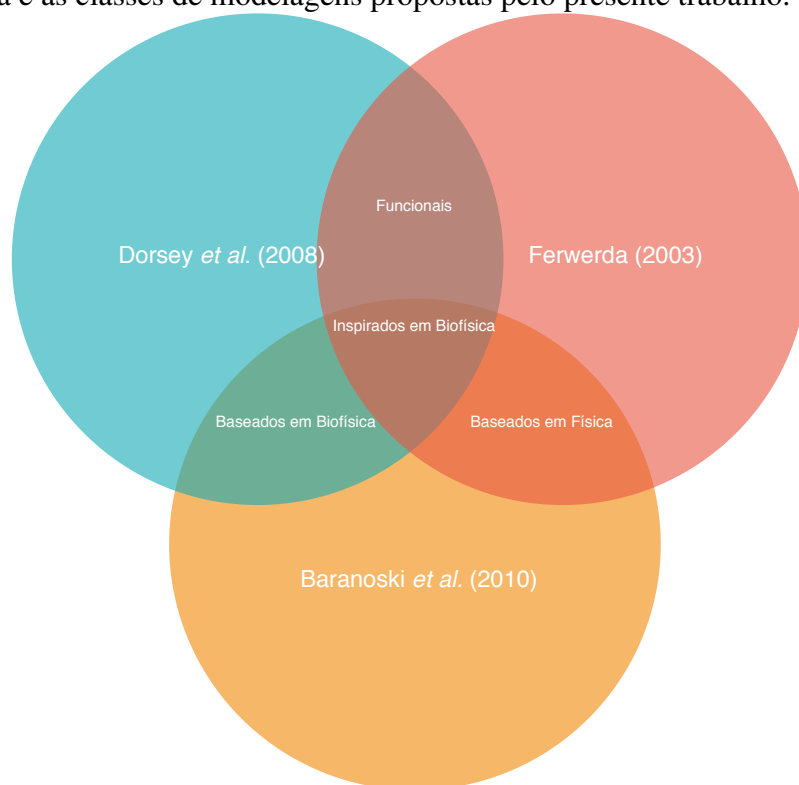 e as classes de modelagens propostas pelo presente trabalho.
Funcionais
Dorsey et al. (2008)
Ferwerda (2003)
Inspirados em Biofísica
Baseados em Biofísica
Baseados em Física
Baranoski et al. (2010)